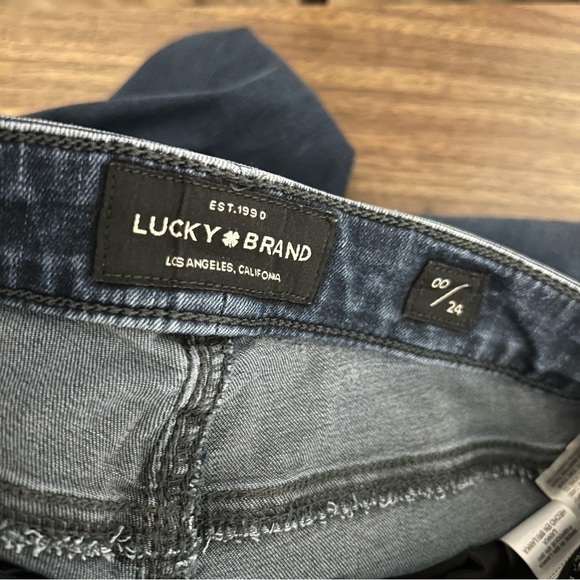 EST.1990
LUCKY BRAND
LOS ANGELES, CALIFONIA
00/24